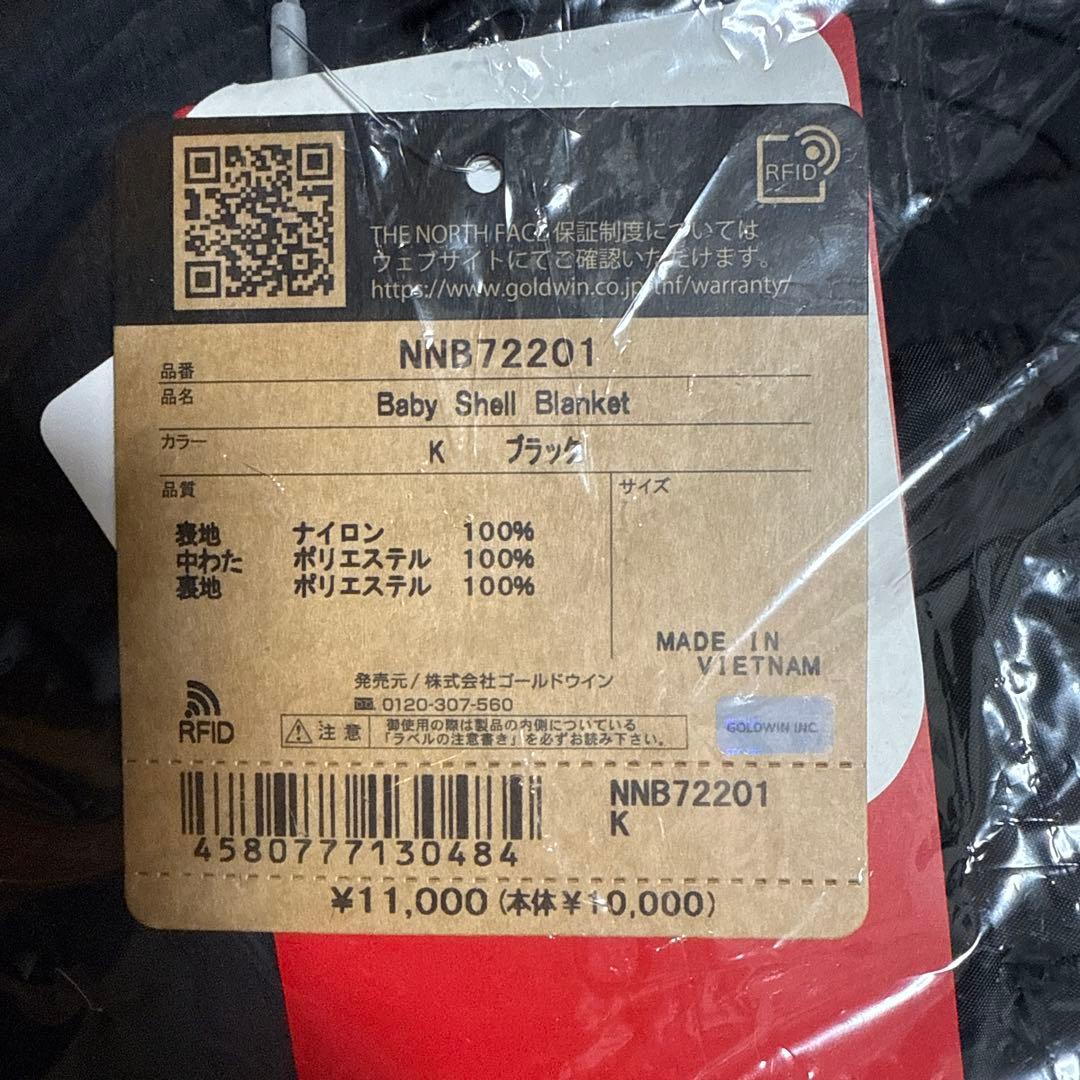 RFID
THE NORTH FACE 保証制度については
ウェブサイトにてご確認いただけます。
https://www.goldwin.co.jp/tnf/warranty/
品番 NNB72201
品名 Baby Shell Blanket
カラー K ブラック
品質 サイズ
表地 ナイロン 100%
中わた ポリエステル 100%
裏地 ポリエステル 100%
MADE IN
VIETNAM
発売元/株式会社ゴールドウイン
0120-307-560
RFID
注意 御使用の際は製品の内側についている
「ラベルの注意書き」を必ずお読み下さい。
GOLDWIN INC.
NNB72201
K
4580777130484
¥11,000(本体¥10,000)